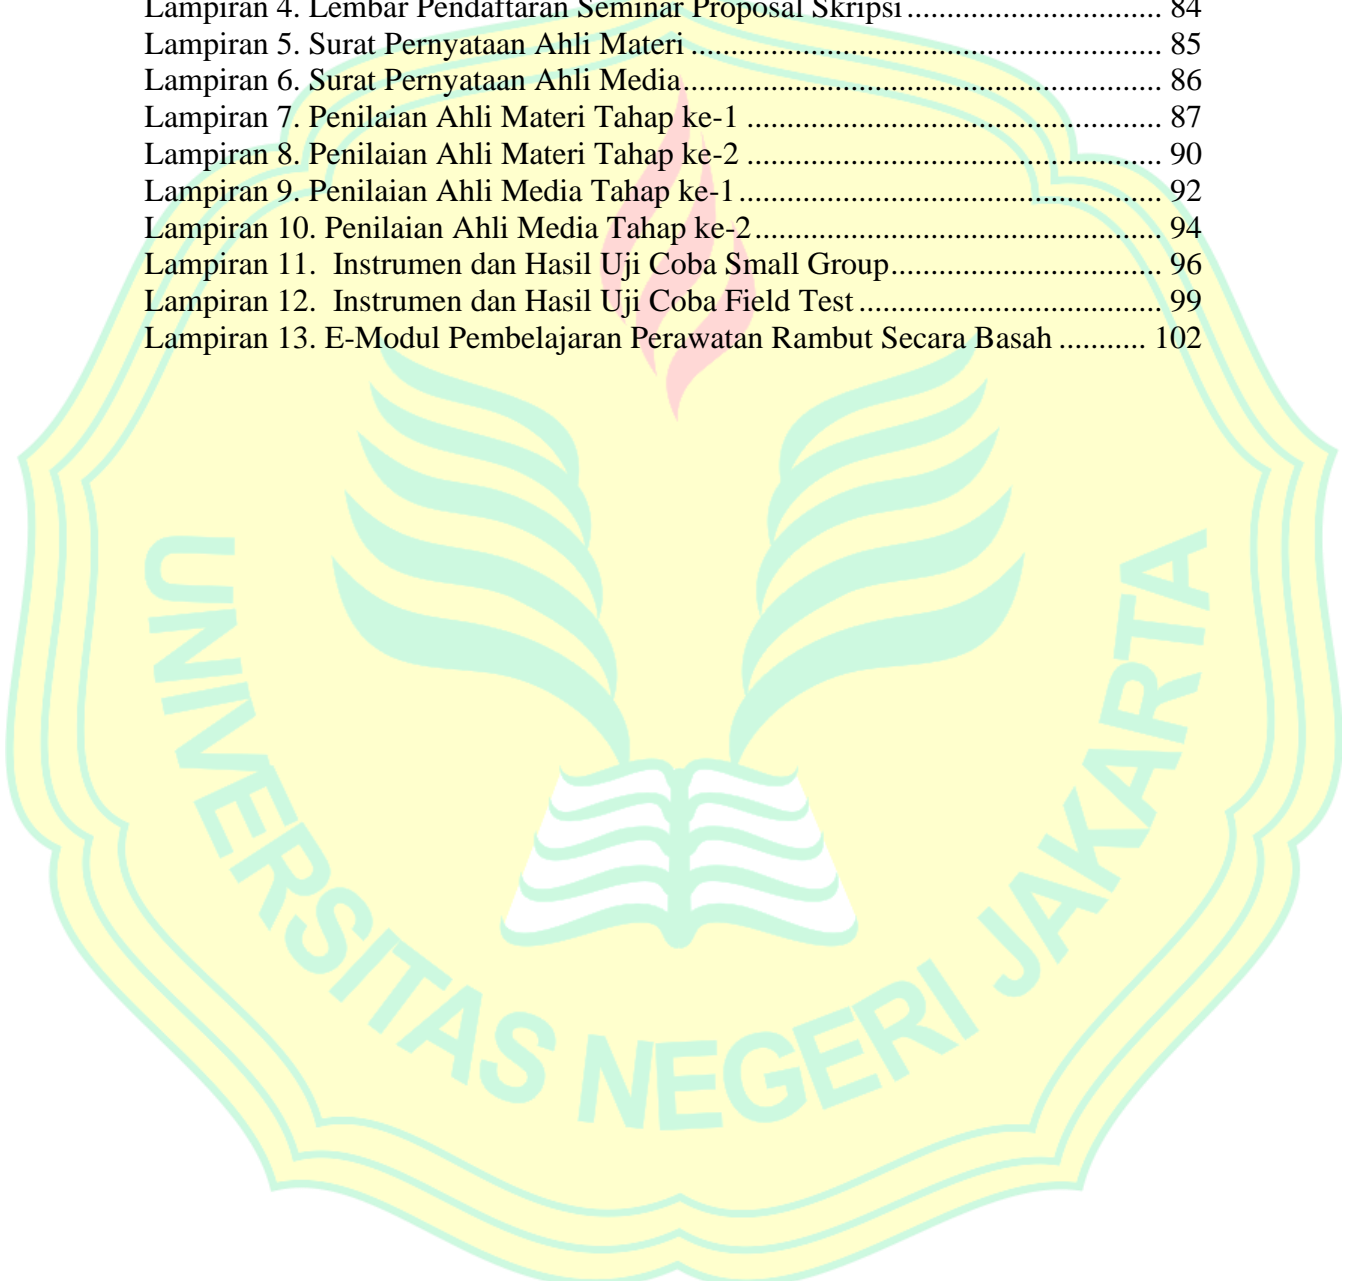 Lampiran 4. Lembar Pendaftaran Seminar Proposal Skripsi ................................ 84
Lampiran 5. Surat Pernyataan Ahli Materi ........................................................... 85
Lampiran 6. Surat Pernyataan Ahli Media............................................................ 86
Lampiran 7. Penilaian Ahli Materi Tahap ke-1 .................................................... 87
Lampiran 8. Penilaian Ahli Materi Tahap ke-2 .................................................... 90
Lampiran 9. Penilaian Ahli Media Tahap ke-1..................................................... 92
Lampiran 10. Penilaian Ahli Media Tahap ke-2................................................... 94
Lampiran 11.  Instrumen dan Hasil Uji Coba Small Group.................................. 96
Lampiran 12.  Instrumen dan Hasil Uji Coba Field Test ...................................... 99
Lampiran 13. E-Modul Pembelajaran Perawatan Rambut Secara Basah ........... 102
UNIVERSITAS NEGERI JAKARTA